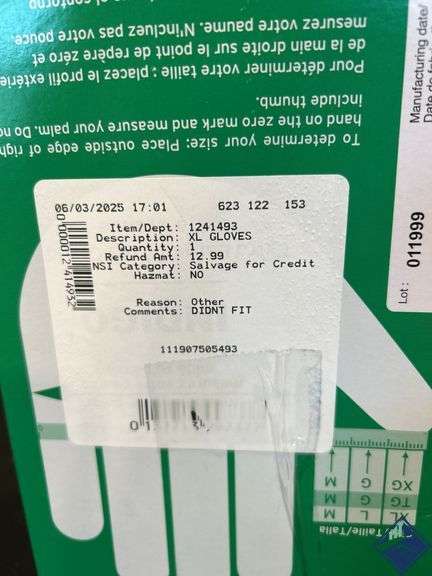 To determine your size: Place outside edge of righ
hand on the zero mark and measure your palm. Do no
include thumb.
Pour déterminer votre taille : placez le profil extérie
de la main droite sur le point de repère zéro et
mesurez votre paume. N'incluez pas votre pouce.
Manufacturing date/
Lot :
011999
06/03/2025 17:01 623 122 153
Item/Dept: 1241493
Description: XL GLOVES
Quantity: 1
Refund Amt: 12.99
NSI Category: Salvage for Credit
Hazmat: NO
Reason: Other
Comments: DIDNT FIT
111907505493
Taille/Talla
M M
L G G
XL TG XG